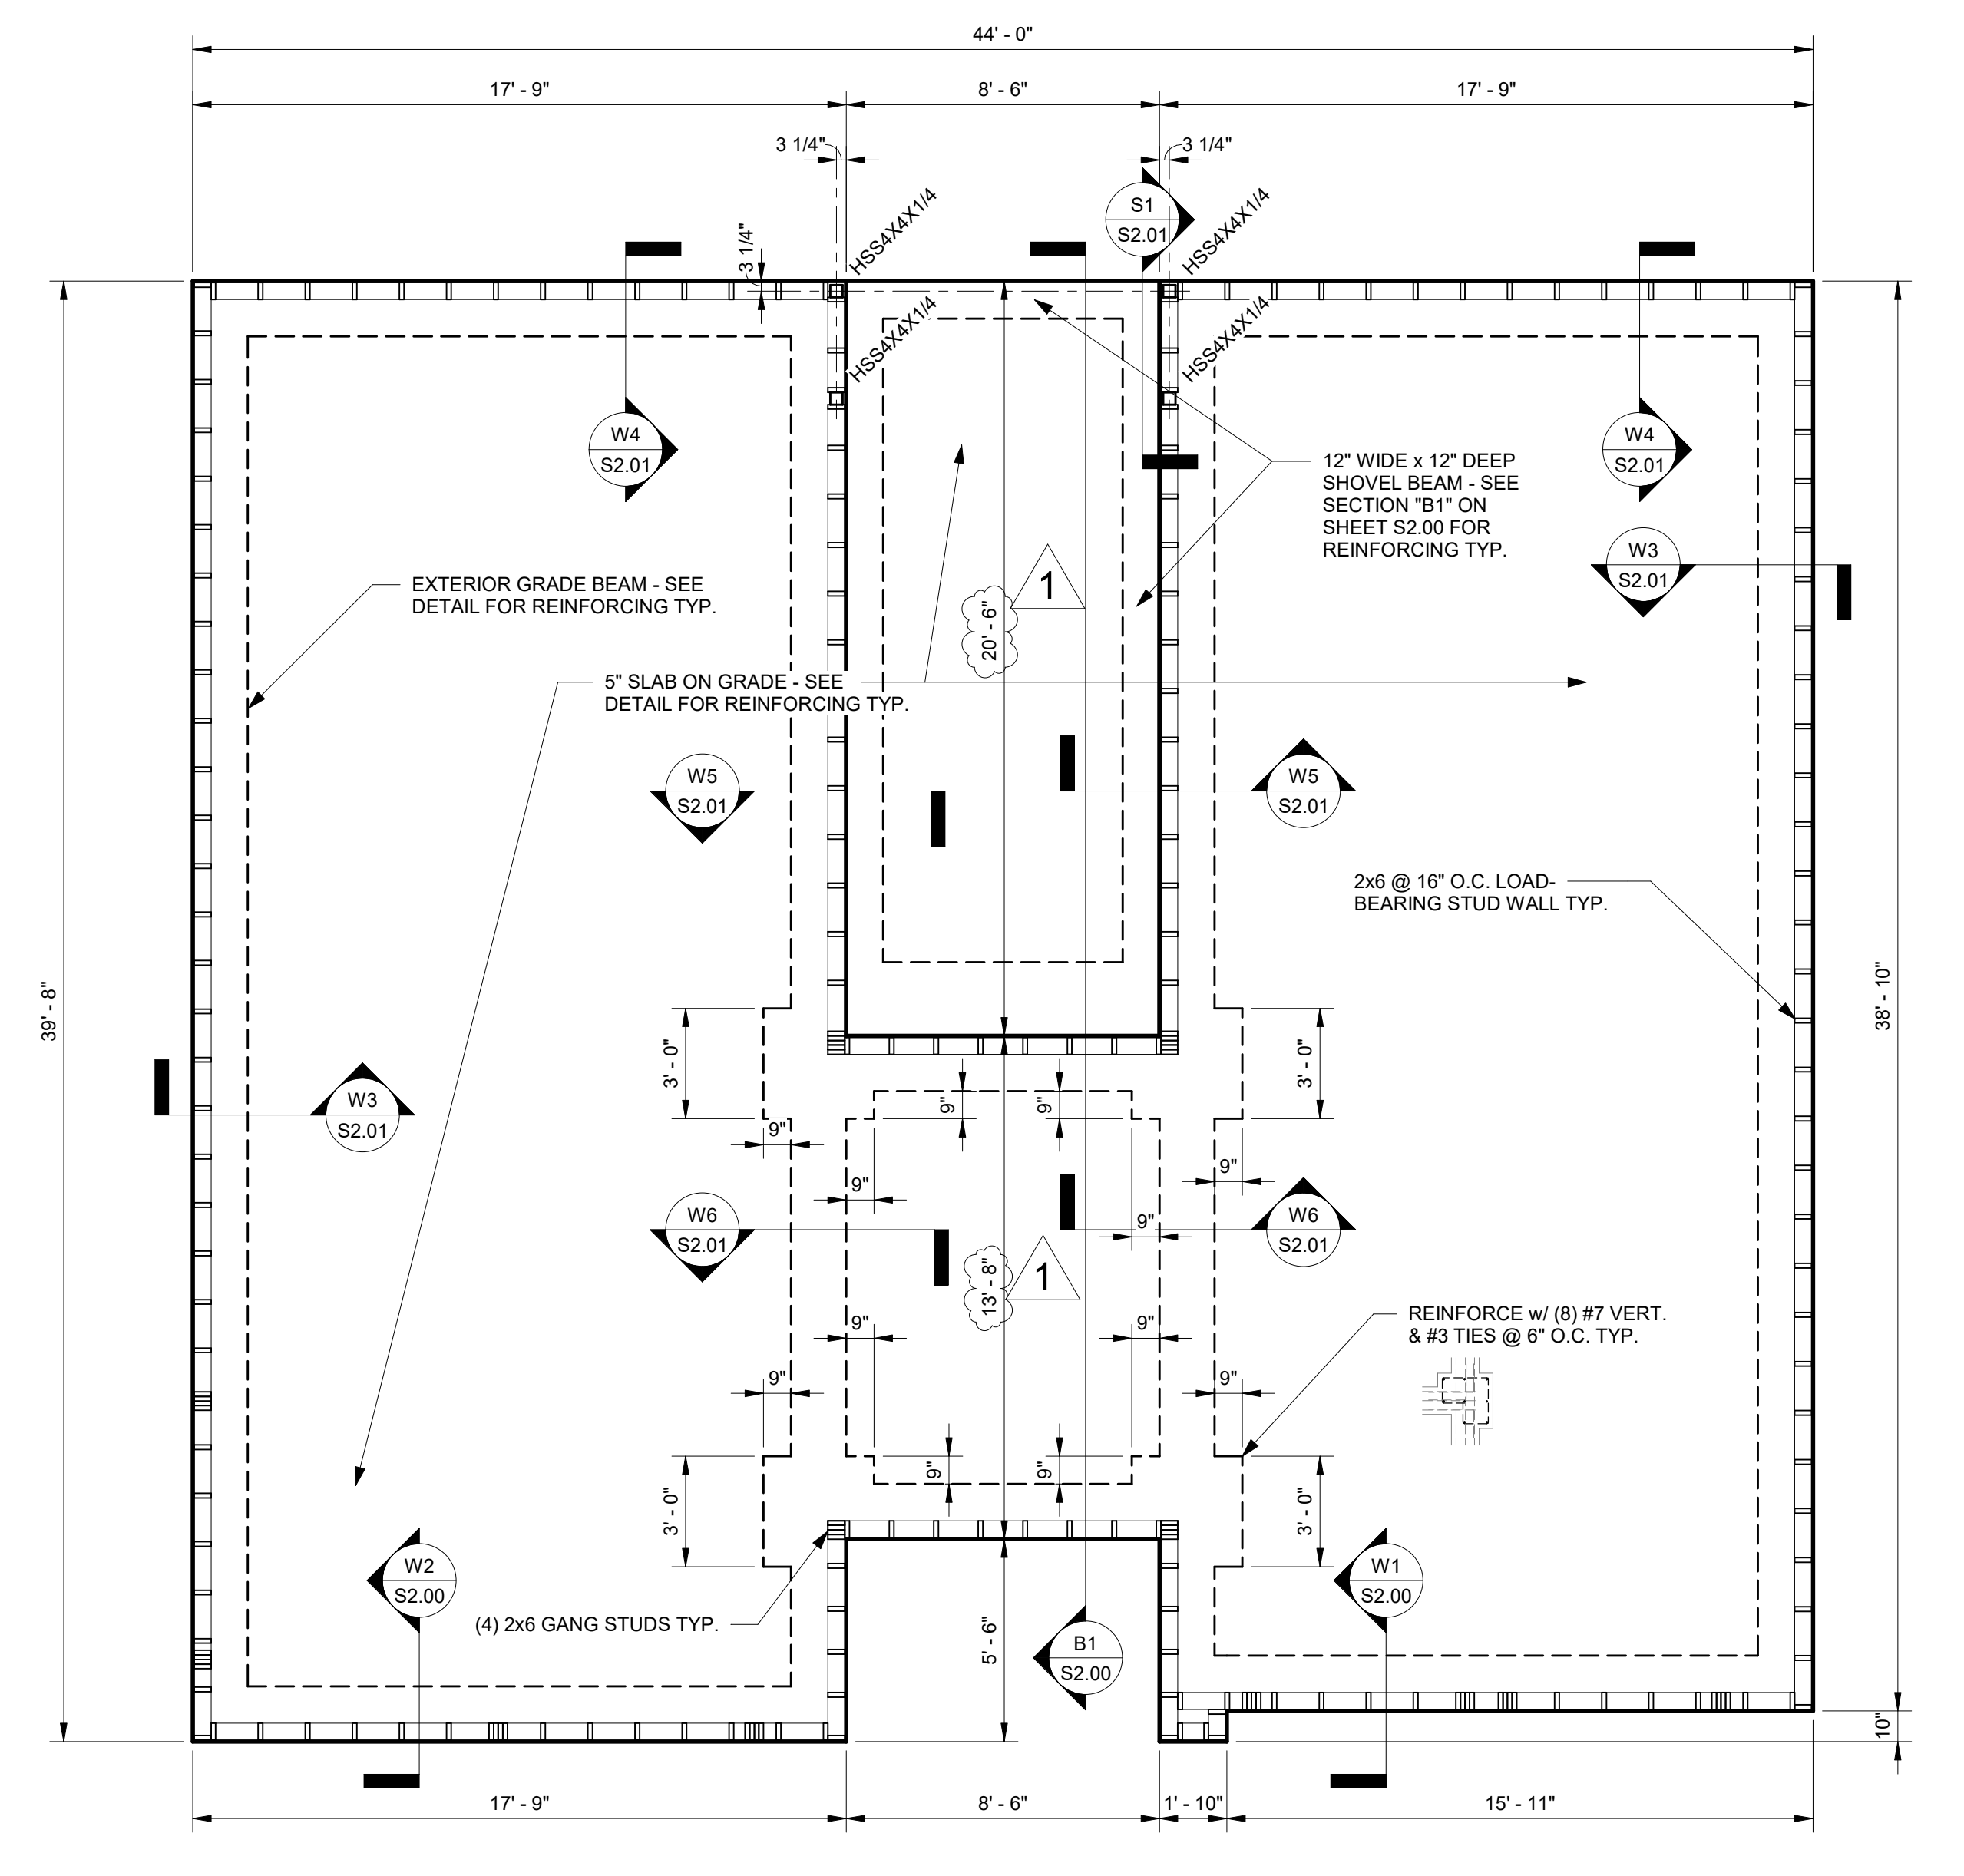 44' - 0"
17' - 9"
8' - 6"
17' - 9"
3 1/4"
3 1/4"
S1
S2.01
HSS4X4X1/4
HSS4X4X1/4
3 1/4"
HSS4X4X1/4
HSS4X4X1/4
W4
S2.01
W4
S2.01
12" WIDE x 12" DEEP
SHOVEL BEAM - SEE
SECTION "B1" ON
SHEET S2.00 FOR
REINFORCING TYP.
W3
S2.01
EXTERIOR GRADE BEAM - SEE
DETAIL FOR REINFORCING TYP.
1
20' - 6"
5" SLAB ON GRADE - SEE
DETAIL FOR REINFORCING TYP.
W5
S2.01
W5
S2.01
2x6 @ 16" O.C. LOAD-
BEARING STUD WALL TYP.
39' - 8"
38' - 10"
3' - 0"
3' - 0"
W3
S2.01
9"
9"
9"
9"
9"
9"
W6
S2.01
W6
S2.01
1
13' - 8"
REINFORCE w/ (8) #7 VERT.
& #3 TIES @ 6" O.C. TYP.
9"
9"
9"
9"
9"
9"
3' - 0"
3' - 0"
W2
S2.00
W1
S2.00
(4) 2x6 GANG STUDS TYP.
5' - 6"
B1
S2.00
10"
17' - 9"
8' - 6"
1' - 10"
15' - 11"